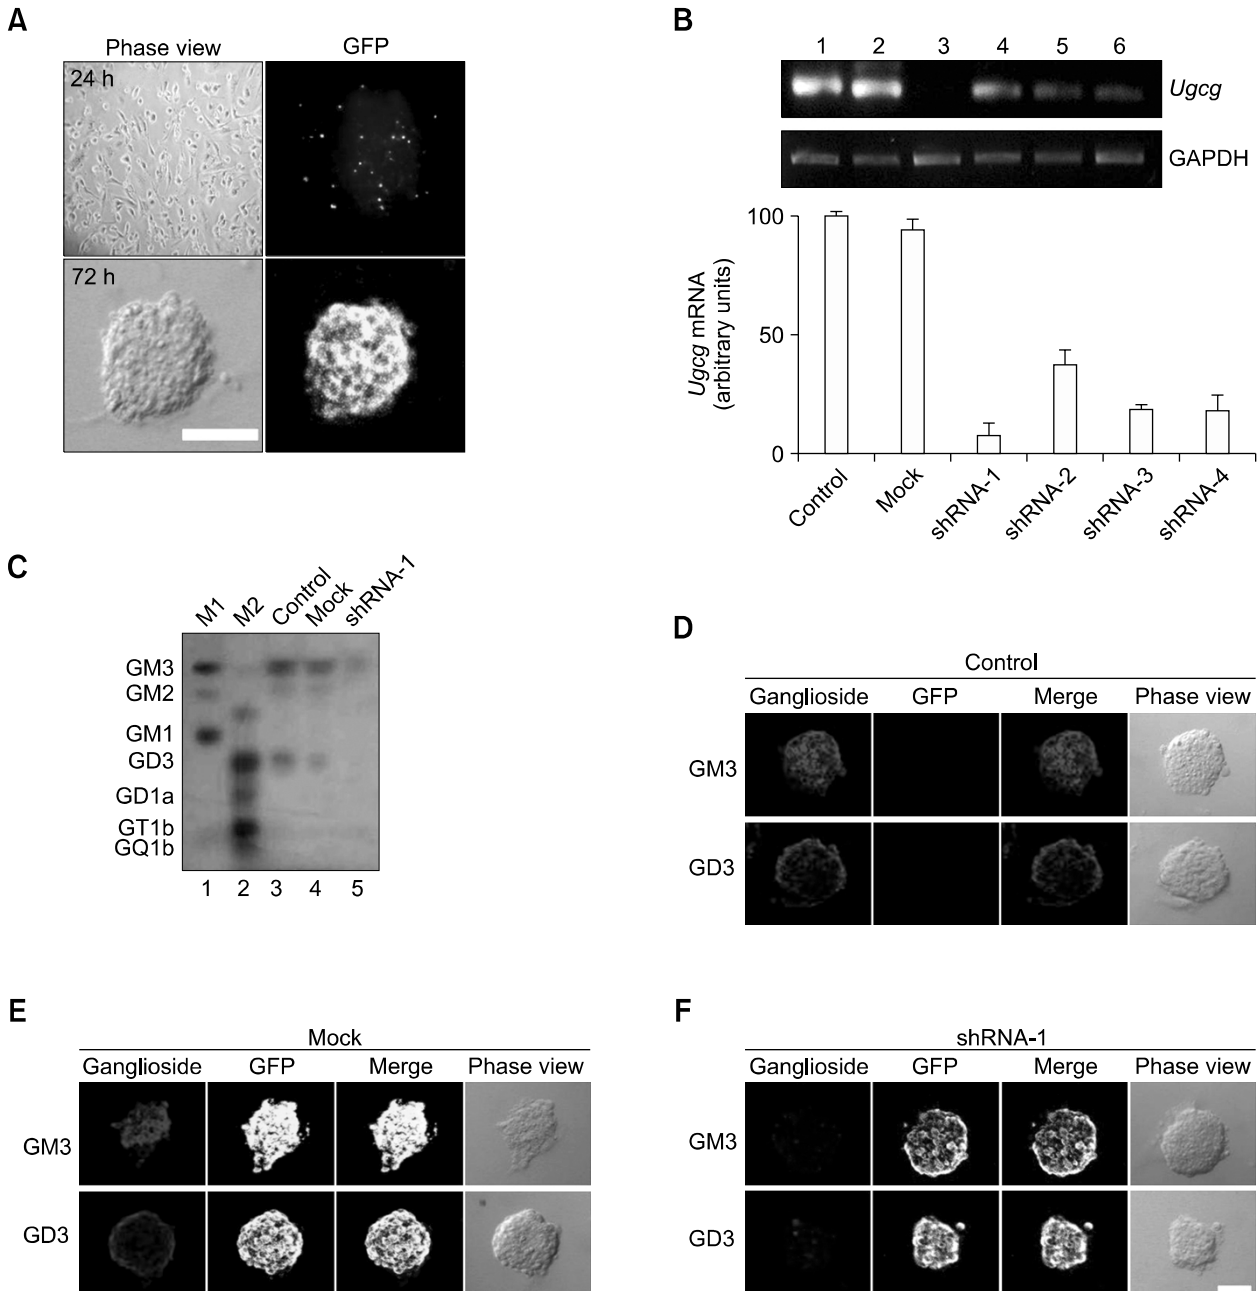 A
Phase view GFP
24 h
72 h
B
1 2 3 4 5 6
Ugcg
GAPDH
100
50
0
Ugcg mRNA
(arbitrary units)
Control Mock shRNA-1 shRNA-2 shRNA-3 shRNA-4
C
M1 M2 Control Mock shRNA-1
GM3
GM2
GM1
GD3
GD1a
GT1b
GQ1b
1 2 3 4 5
D
Control
Ganglioside GFP Merge Phase view
GM3
GD3
E
Mock
Ganglioside GFP Merge Phase view
GM3
GD3
F
shRNA-1
Ganglioside GFP Merge Phase view
GM3
GD3